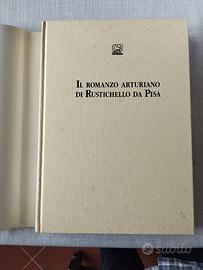 IL ROMANZO ARTURIANO
DI RUSTICHELLO DA PISA
subito